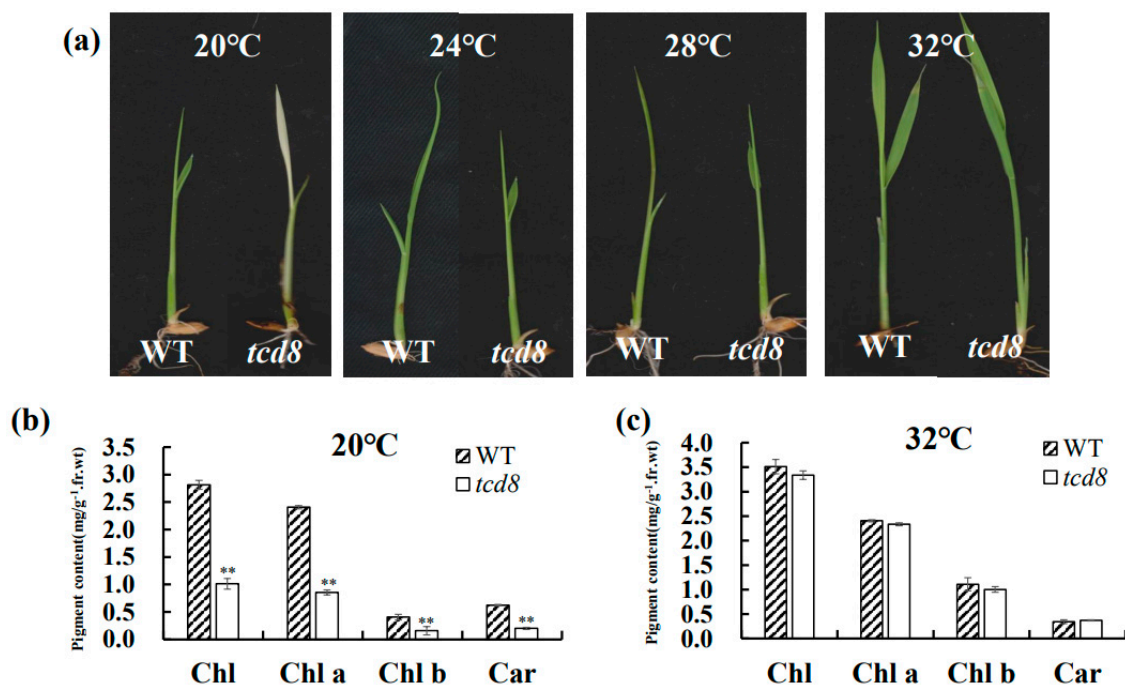 (a)
20°C
24°C
28°C
32°C
WT
tcd8
WT
tcd8
WT
tcd8
WT
tcd8
(b)
20°C
WT
tcd8
Pigment content(mg/g⁻¹.fr.wt)
3.5
3.0
2.5
2.0
1.5
1.0
0.5
0.0
**
**
**
**
Chl
Chl a
Chl b
Car
(c)
32°C
WT
tcd8
Pigment content(mg/g⁻¹.fr.wt)
4.0
3.5
3.0
2.5
2.0
1.5
1.0
0.5
0.0
Chl
Chl a
Chl b
Car